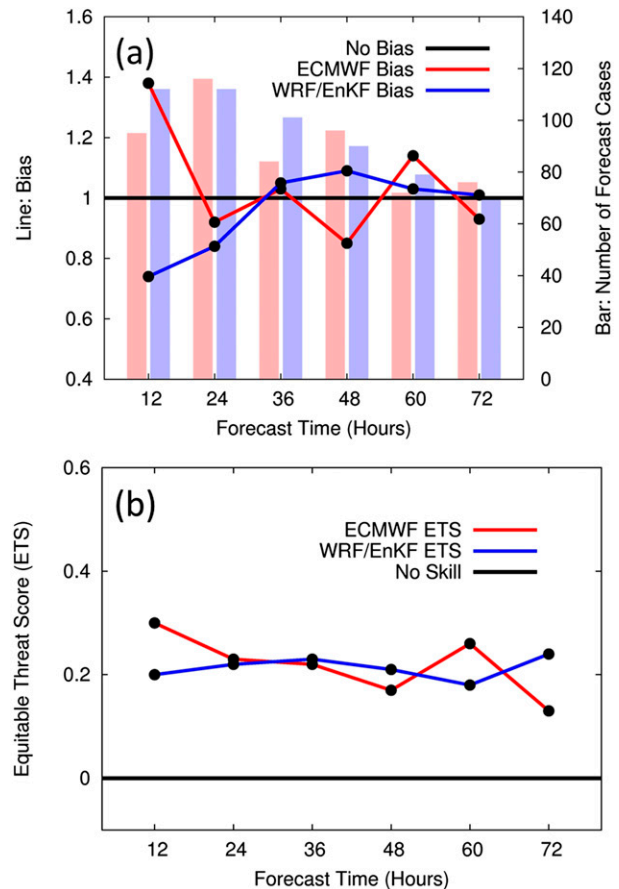 (a)
No Bias
ECMWF Bias
WRF/EnKF Bias
1.6
1.4
1.2
1
0.8
0.6
0.4
Line: Bias
140
120
100
80
60
40
20
0
Bar: Number of Forecast Cases
12 24 36 48 60 72
Forecast Time (Hours)
(b)
ECMWF ETS
WRF/EnKF ETS
No Skill
0.6
0.4
0.2
0
Equitable Threat Score (ETS)
12 24 36 48 60 72
Forecast Time (Hours)